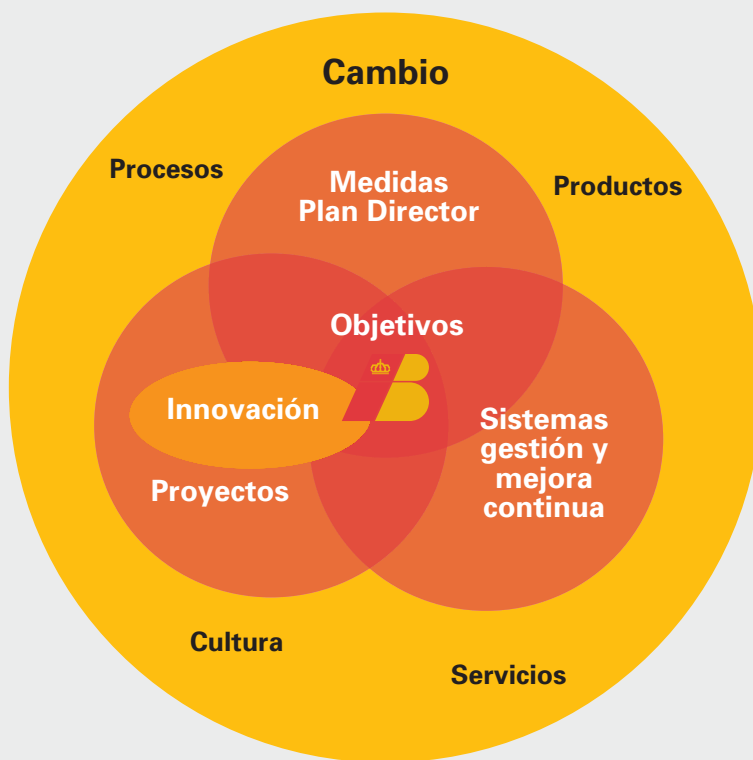 Cambio
Procesos
Medidas
Plan Director
Productos
Objetivos
Innovación
Sistemas
gestión y
mejora
continua
Proyectos
Cultura
Servicios